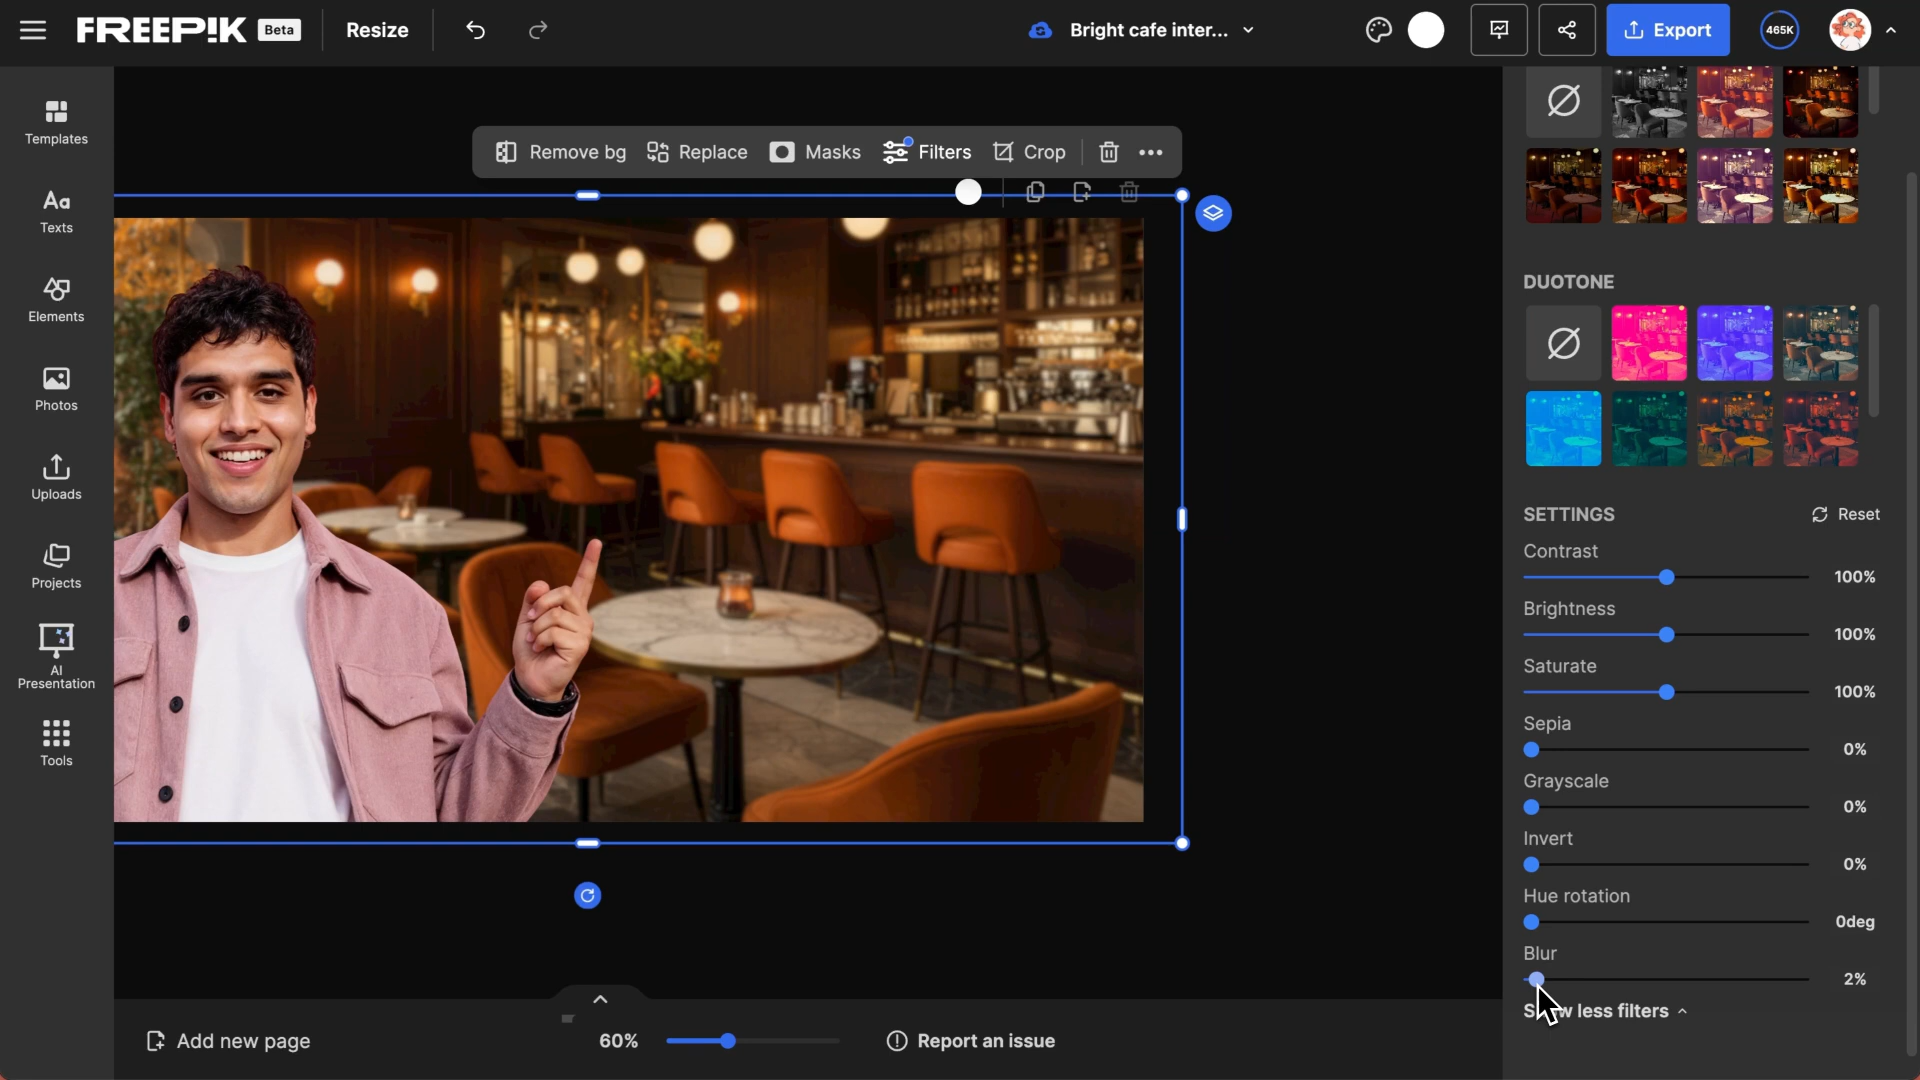 FREEPIK Beta Resize Bright cafe inter... Export 465K
Templates
Texts
Elements
Photos
Uploads
Projects
AI
Presentation
Tools
Remove bg Replace Masks Filters Crop
DUOTONE
SETTINGS Reset
Contrast
100%
Brightness
100%
Saturate
100%
Sepia
0%
Grayscale
0%
Invert
0%
Hue rotation
0deg
Blur
2%
Show less filters
Add new page 60% Report an issue